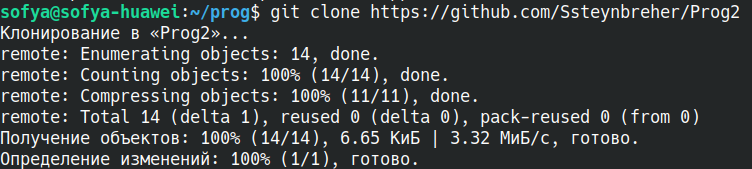 sofya@sofya-huawei:~/prog$ git clone https://github.com/Ssteynbreher/Prog2
Клонирование в «Prog2»...
remote: Enumerating objects: 14, done.
remote: Counting objects: 100% (14/14), done.
remote: Compressing objects: 100% (11/11), done.
remote: Total 14 (delta 1), reused 0 (delta 0), pack-reused 0 (from 0)
Получение объектов: 100% (14/14), 6.65 КиБ | 3.32 МиБ/с, готово.
Определение изменений: 100% (1/1), готово.